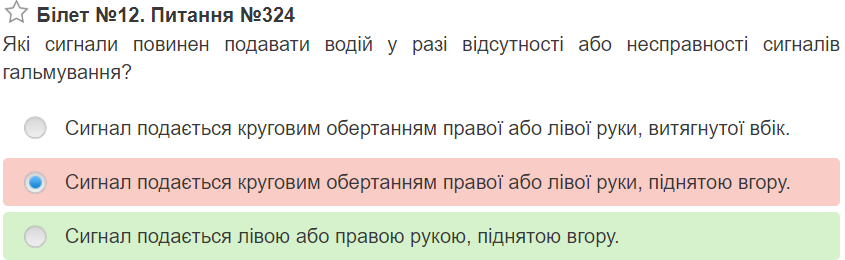 Білет №12. Питання №324
Які сигнали повинен подавати водій у разі відсутності або несправності сигналів
гальмування?
Сигнал подається круговим обертанням правої або лівої руки, витягнутої вбік.
Сигнал подається круговим обертанням правої або лівої руки, піднятою вгору.
Сигнал подається лівою або правою рукою, піднятою вгору.